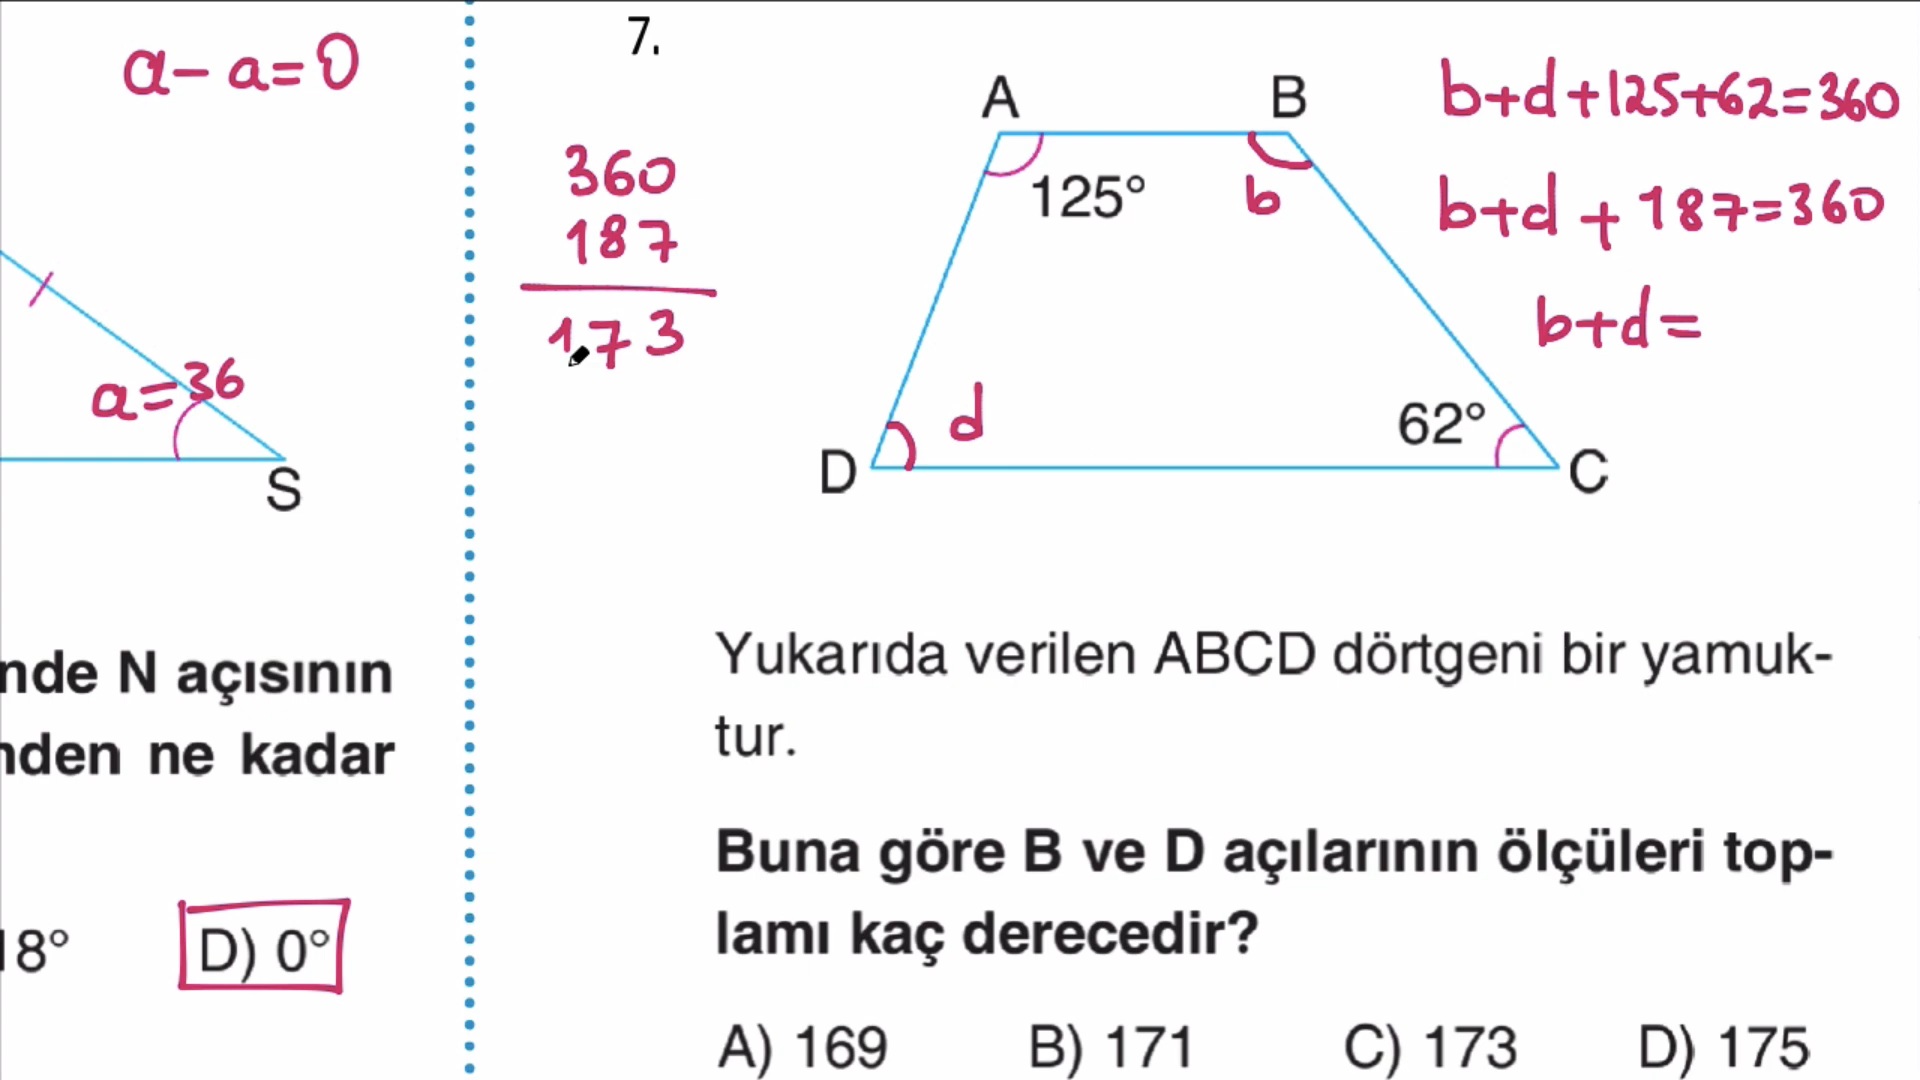 a - a = 0
a = 36
S
nde N açısının
nden ne kadar
18°
D) 0°
7.
360
187
173
A
B
125°
b
d
62°
D
C
b+d+125+62=360
b+d + 187=360
b+d =
Yukarıda verilen ABCD dörtgeni bir yamuk-
tur.
Buna göre B ve D açılarının ölçüleri top-
lamı kaç derecedir?
A) 169 B) 171 C) 173 D) 175